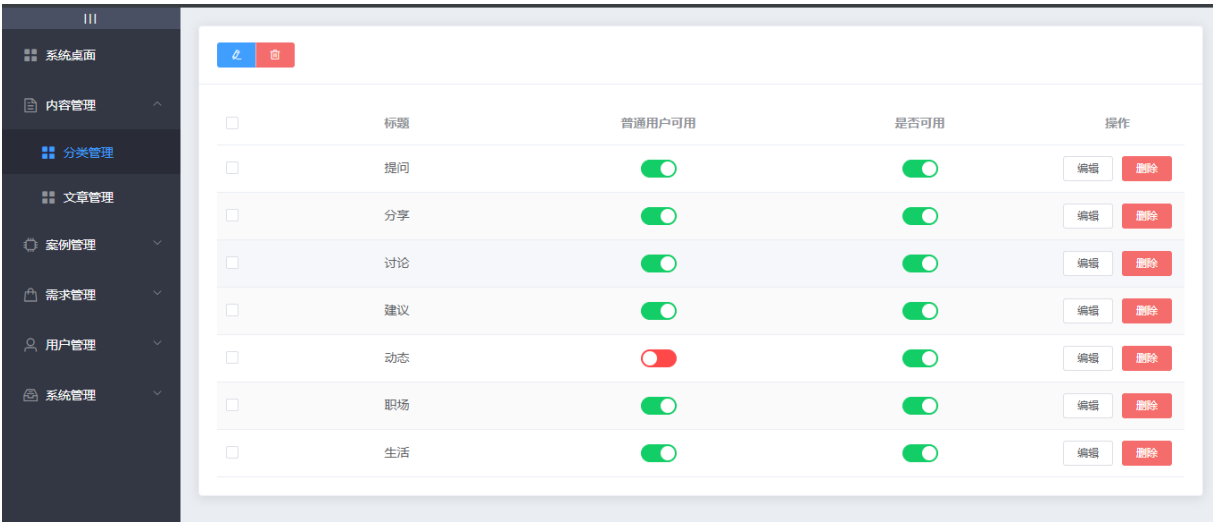 系统桌面
内容管理
分类管理
文章管理
案例管理
需求管理
用户管理
系统管理
标题 普通用户可用 是否可用 操作
提问 编辑 删除
分享 编辑 删除
讨论 编辑 删除
建议 编辑 删除
动态 编辑 删除
职场 编辑 删除
生活 编辑 删除